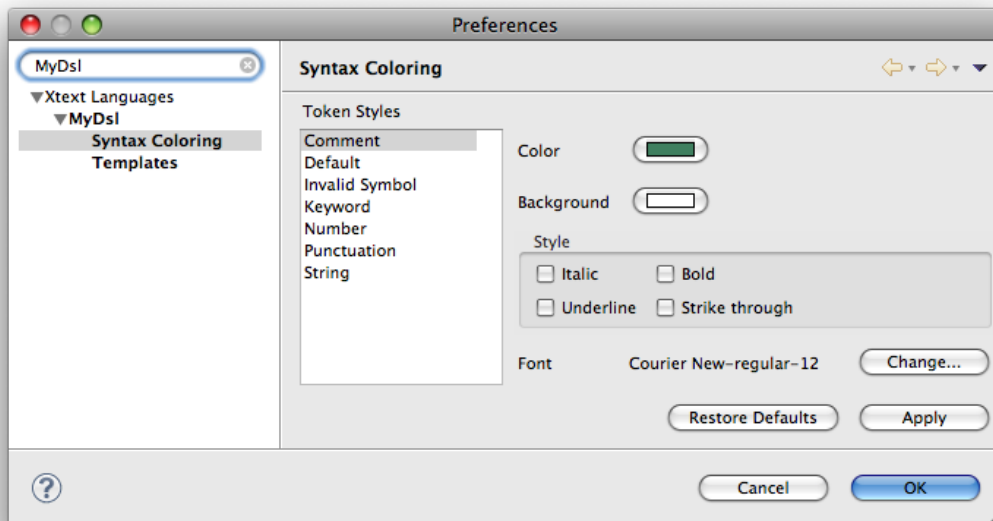 Preferences
MyDsl
Xtext Languages
MyDsl
Syntax Coloring
Templates
Syntax Coloring
Token Styles
Comment
Default
Invalid Symbol
Keyword
Number
Punctuation
String
Color
Background
Style
Italic
Bold
Underline
Strike through
Font
Courier New-regular-12
Change...
Restore Defaults
Apply
?
Cancel
OK